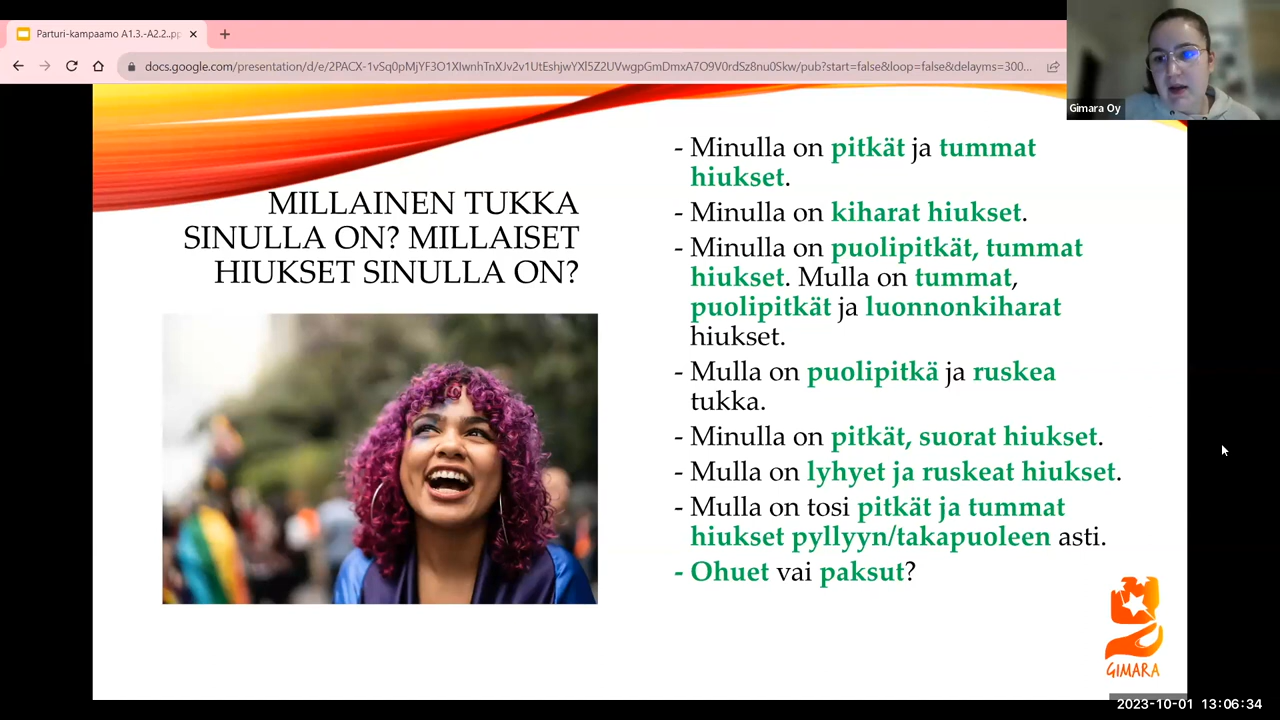 Parturi-kampaamo A1.3.-A2.2..pp
docs.google.com/presentation/d/e/2PACX-1vSq0pMjYF3O1XIwnhTnXJv2v1UtEshjwYXl5Z2UVwgpGmDmxA7O9V0rdSz8nu0Skw/pub?start=false&loop=false&delayms=300...
Gimara Oy
MILLAINEN TUKKA
SINULLA ON? MILLAISET
HIUKSET SINULLA ON?
- Minulla on pitkät ja tummat
hiukset.
- Minulla on kiharat hiukset.
- Minulla on puolipitkät, tummat
hiukset. Mulla on tummat,
puolipitkät ja luonnonkiharat
hiukset.
- Mulla on puolipitkä ja ruskea
tukka.
- Minulla on pitkät, suorat hiukset.
- Mulla on lyhyet ja ruskeat hiukset.
- Mulla on tosi pitkät ja tummat
hiukset pyllyyn/takapuoleen asti.
- Ohuet vai paksut?
GIMARA
2023-10-01 13:06:34